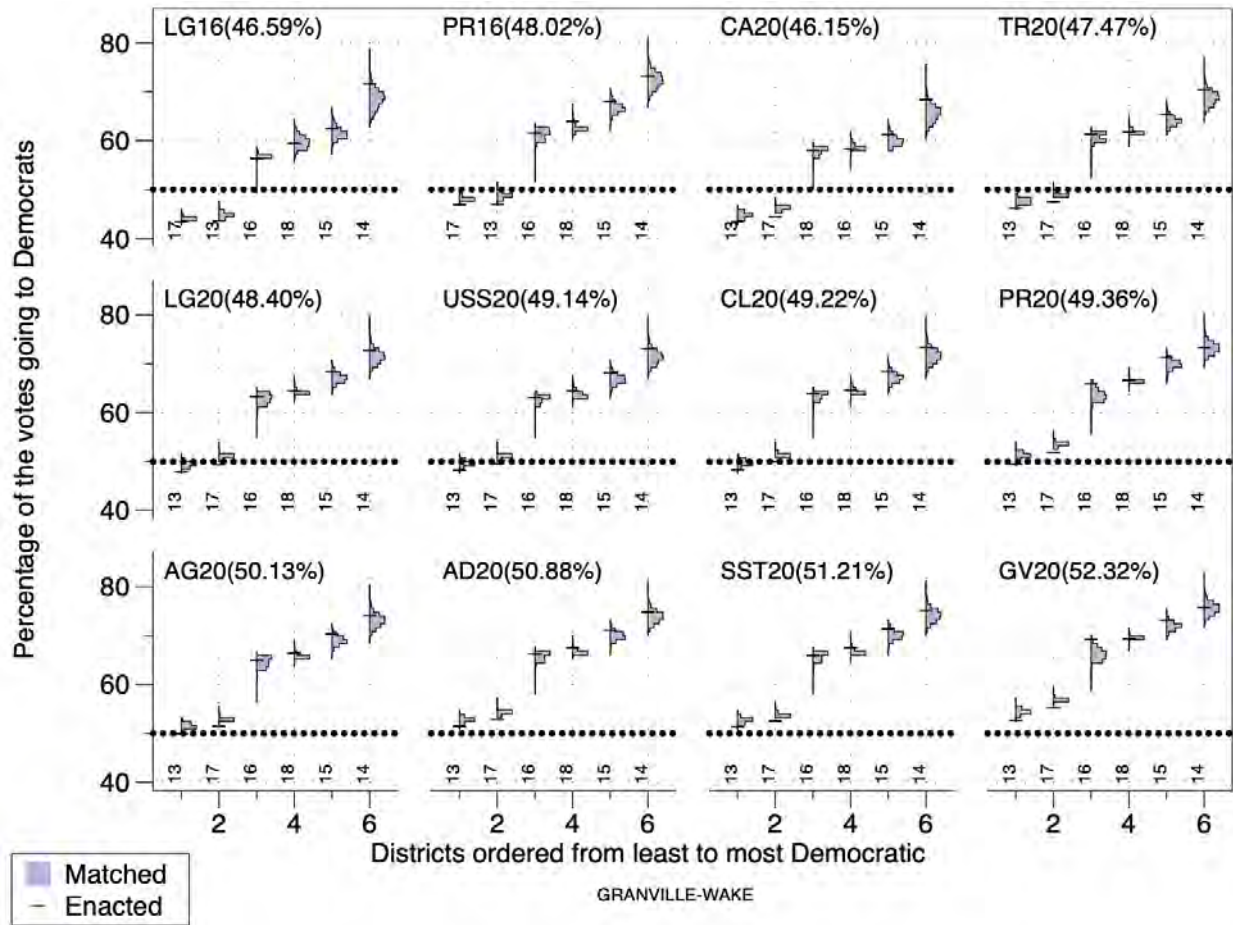 Percentage of the votes going to Democrats
LG16(46.59%) PR16(48.02%) CA20(46.15%) TR20(47.47%)
80
60
40
17 13 16 18 15 14
17 13 16 18 15 14
13 17 18 16 15 14
13 17 16 18 15 14
LG20(48.40%) USS20(49.14%) CL20(49.22%) PR20(49.36%)
80
60
40
13 17 16 18 15 14
13 17 16 18 15 14
13 17 16 18 15 14
13 17 16 18 15 14
AG20(50.13%) AD20(50.88%) SST20(51.21%) GV20(52.32%)
80
60
40
13 17 16 18 15 14
13 17 16 18 15 14
13 17 16 18 15 14
13 17 16 18 15 14
2 4 6 2 4 6 2 4 6 2 4 6
Districts ordered from least to most Democratic
Matched
Enacted
GRANVILLE-WAKE